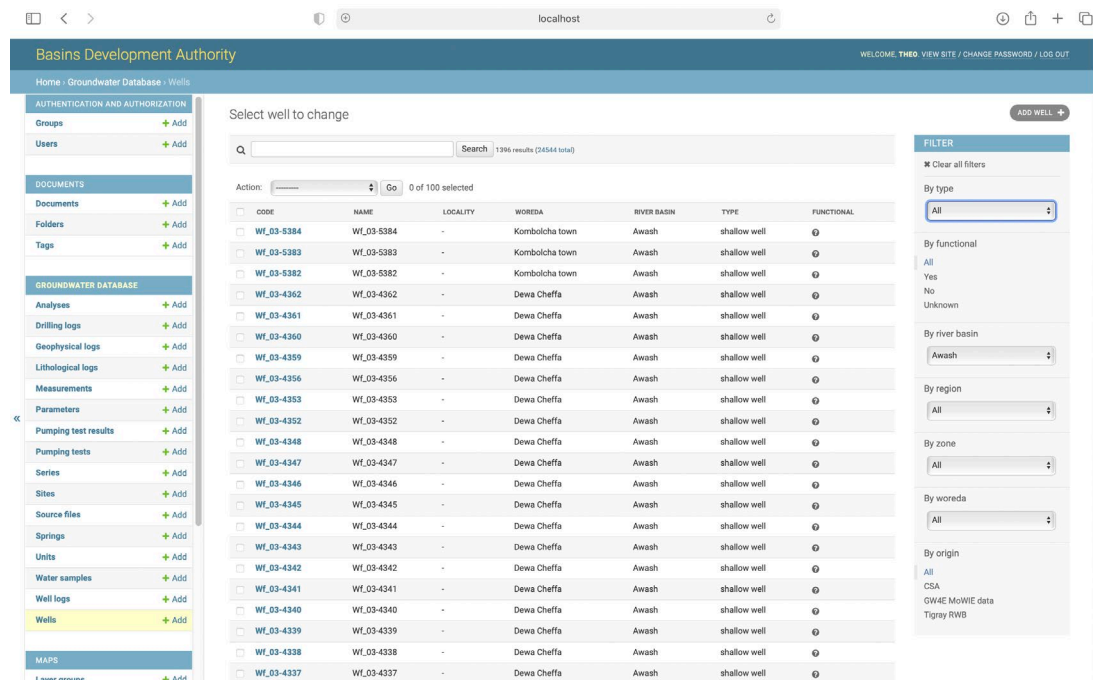 localhost
Basins Development Authority
WELCOME, THEO. VIEW SITE / CHANGE PASSWORD / LOG OUT
Home › Groundwater Database › Wells
AUTHENTICATION AND AUTHORIZATION
Groups + Add
Users + Add
DOCUMENTS
Documents + Add
Folders + Add
Tags + Add
GROUNDWATER DATABASE
Analyses + Add
Drilling logs + Add
Geophysical logs + Add
Lithological logs + Add
Measurements + Add
Parameters + Add
Pumping test results + Add
Pumping tests + Add
Series + Add
Sites + Add
Source files + Add
Springs + Add
Units + Add
Water samples + Add
Well logs + Add
Wells + Add
MAPS
Layer groups + Add
«
Select well to change
ADD WELL +
Search 1396 results (24544 total)
Action: --------- Go 0 of 100 selected
CODE NAME LOCALITY WOREDA RIVER BASIN TYPE FUNCTIONAL
Wf_03-5384 Wf_03-5384 - Kombolcha town Awash shallow well ?
Wf_03-5383 Wf_03-5383 - Kombolcha town Awash shallow well ?
Wf_03-5382 Wf_03-5382 - Kombolcha town Awash shallow well ?
Wf_03-4362 Wf_03-4362 - Dewa Cheffa Awash shallow well ?
Wf_03-4361 Wf_03-4361 - Dewa Cheffa Awash shallow well ?
Wf_03-4360 Wf_03-4360 - Dewa Cheffa Awash shallow well ?
Wf_03-4359 Wf_03-4359 - Dewa Cheffa Awash shallow well ?
Wf_03-4356 Wf_03-4356 - Dewa Cheffa Awash shallow well ?
Wf_03-4353 Wf_03-4353 - Dewa Cheffa Awash shallow well ?
Wf_03-4352 Wf_03-4352 - Dewa Cheffa Awash shallow well ?
Wf_03-4348 Wf_03-4348 - Dewa Cheffa Awash shallow well ?
Wf_03-4347 Wf_03-4347 - Dewa Cheffa Awash shallow well ?
Wf_03-4346 Wf_03-4346 - Dewa Cheffa Awash shallow well ?
Wf_03-4345 Wf_03-4345 - Dewa Cheffa Awash shallow well ?
Wf_03-4344 Wf_03-4344 - Dewa Cheffa Awash shallow well ?
Wf_03-4343 Wf_03-4343 - Dewa Cheffa Awash shallow well ?
Wf_03-4342 Wf_03-4342 - Dewa Cheffa Awash shallow well ?
Wf_03-4341 Wf_03-4341 - Dewa Cheffa Awash shallow well ?
Wf_03-4340 Wf_03-4340 - Dewa Cheffa Awash shallow well ?
Wf_03-4339 Wf_03-4339 - Dewa Cheffa Awash shallow well ?
Wf_03-4338 Wf_03-4338 - Dewa Cheffa Awash shallow well ?
Wf_03-4337 Wf_03-4337 - Dewa Cheffa Awash shallow well ?
FILTER
✖ Clear all filters
By type
All
By functional
All
Yes
No
Unknown
By river basin
Awash
By region
All
By zone
All
By woreda
All
By origin
All
CSA
GW4E MoWIE data
Tigray RWB